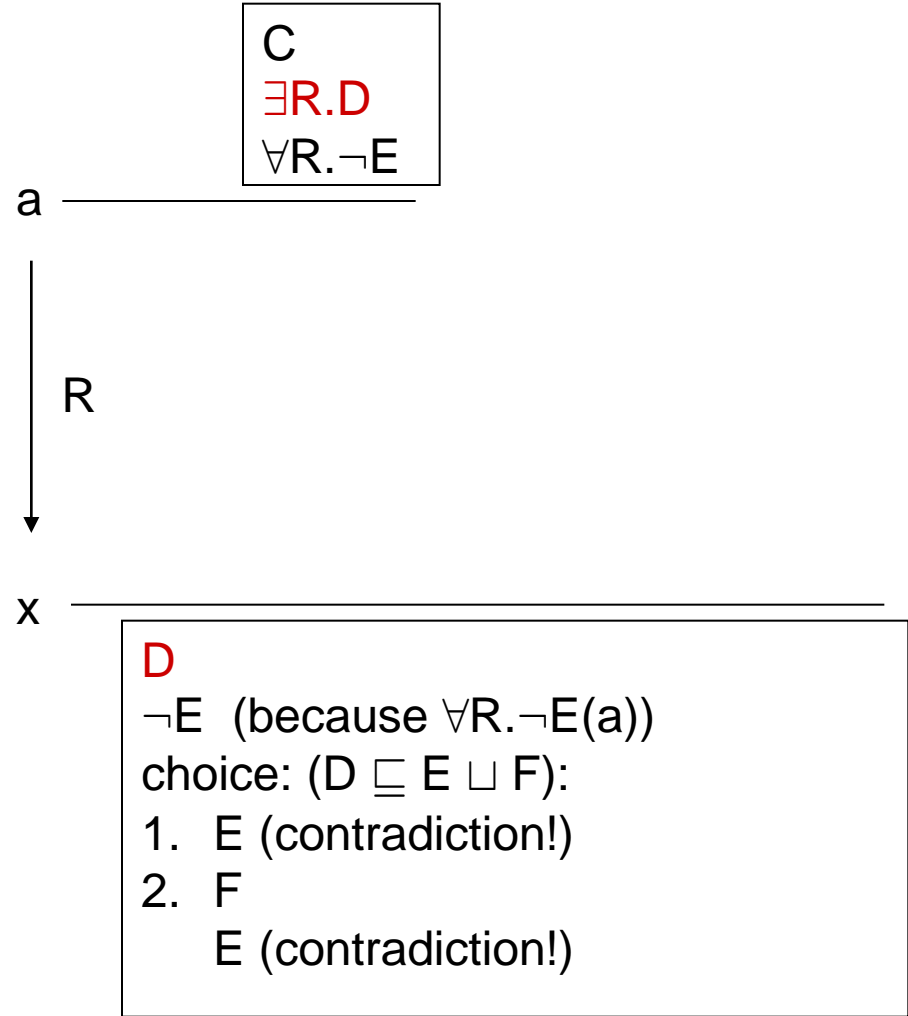 C
∃R.D
∀R.¬E
a
R
x
D
¬E (because ∀R.¬E(a))
choice: (D ⊑ E ⊔ F):
1. E (contradiction!)
2. F
E (contradiction!)